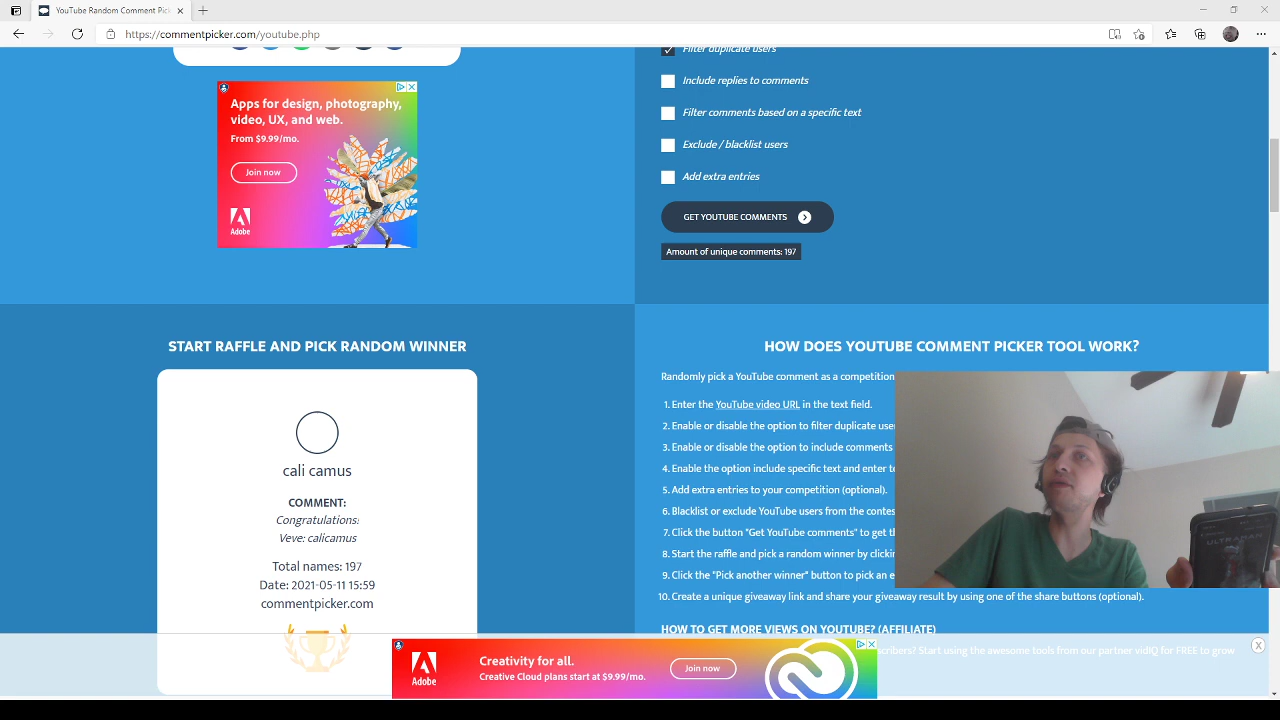 YouTube Random Comment Pick
https://commentpicker.com/youtube.php
Apps for design, photography,
video, UX, and web.
From $9.99/mo.
Join now
Adobe
Filter duplicate users
Include replies to comments
Filter comments based on a specific text
Exclude / blacklist users
Add extra entries
GET YOUTUBE COMMENTS
Amount of unique comments: 197
START RAFFLE AND PICK RANDOM WINNER
cali camus
COMMENT:
Congratulations!
Veve: calicamus
Total names: 197
Date: 2021-05-11 15:59
commentpicker.com
HOW DOES YOUTUBE COMMENT PICKER TOOL WORK?
Randomly pick a YouTube comment as a competition
1. Enter the YouTube video URL in the text field.
2. Enable or disable the option to filter duplicate use
3. Enable or disable the option to include comments
4. Enable the option include specific text and enter te
5. Add extra entries to your competition (optional).
6. Blacklist or exclude YouTube users from the contes
7. Click the button "Get YouTube comments" to get th
8. Start the raffle and pick a random winner by clickin
9. Click the "Pick another winner" button to pick an e
10. Create a unique giveaway link and share your giveaway result by using one of the share buttons (optional).
HOW TO GET MORE VIEWS ON YOUTUBE? (AFFILIATE)
scribers? Start using the awesome tools from our partner vidIQ for FREE to grow
ULTRAMAN
Adobe
Creativity for all.
Creative Cloud plans start at $9.99/mo.
Join now
X